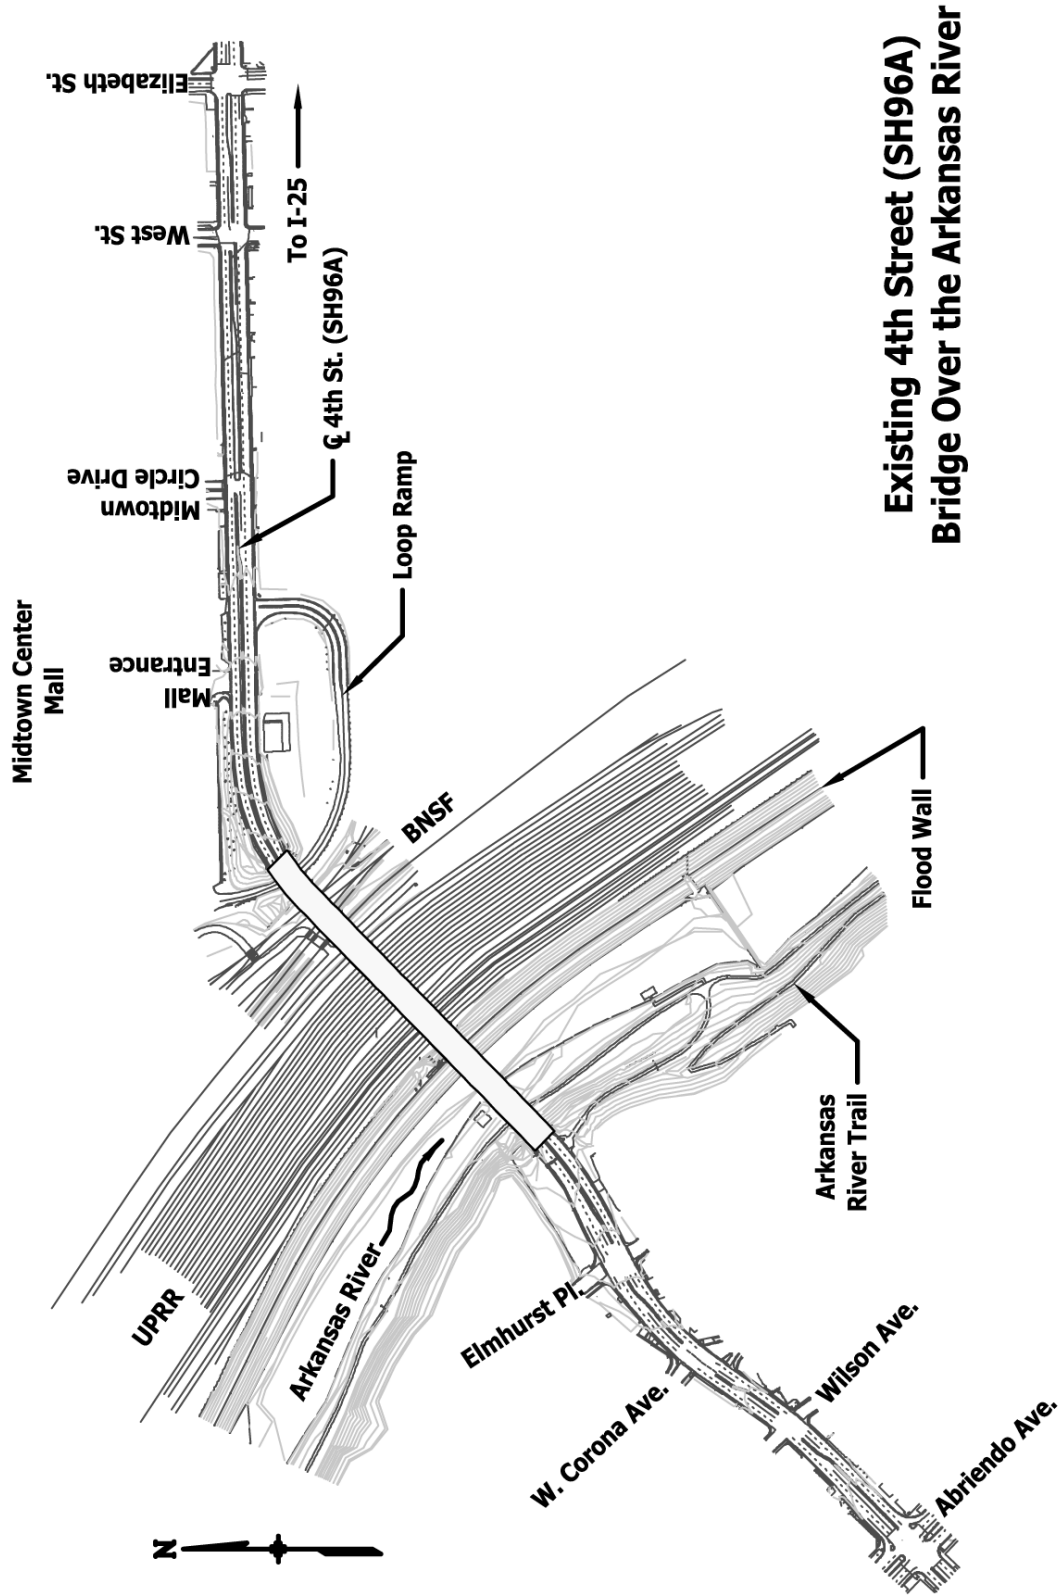 Midtown Center
Mall
Mall
Entrance
Midtown
Circle Drive
West St.
Elizabeth St.
To I-25
℄ 4th St. (SH96A)
Loop Ramp
BNSF
UPRR
Flood Wall
Arkansas River
Arkansas
River Trail
Elmhurst Pl.
W. Corona Ave.
Wilson Ave.
Abriendo Ave.
N
Existing 4th Street (SH96A)
Bridge Over the Arkansas River